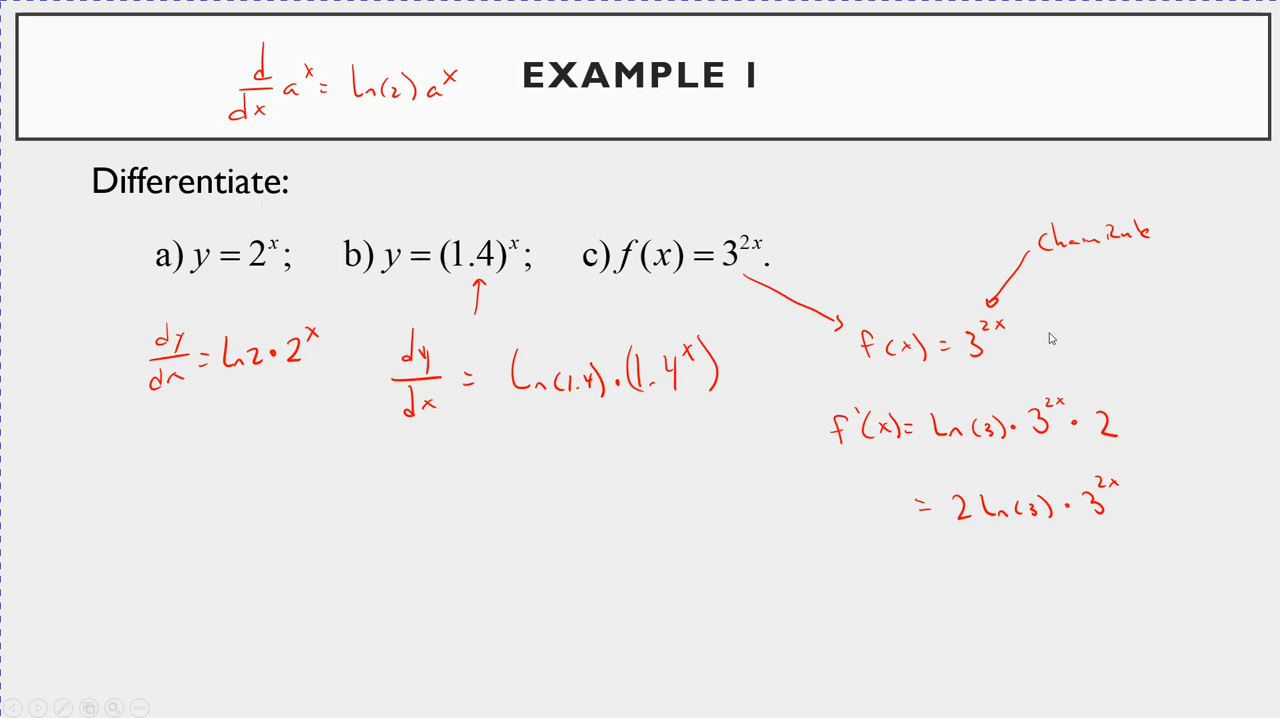 d/dx a^x = ln(2) a^x
EXAMPLE 1
Differentiate:
a) y = 2^x; b) y = (1.4)^x; c) f(x) = 3^{2x}.
Chain Rule
dy/dx = ln2 · 2^x
dy/dx = ln(1.4) · (1.4^x)
f(x) = 3^{2x}
f'(x) = ln(3) · 3^{2x} · 2
= 2 ln(3) · 3^{2x}